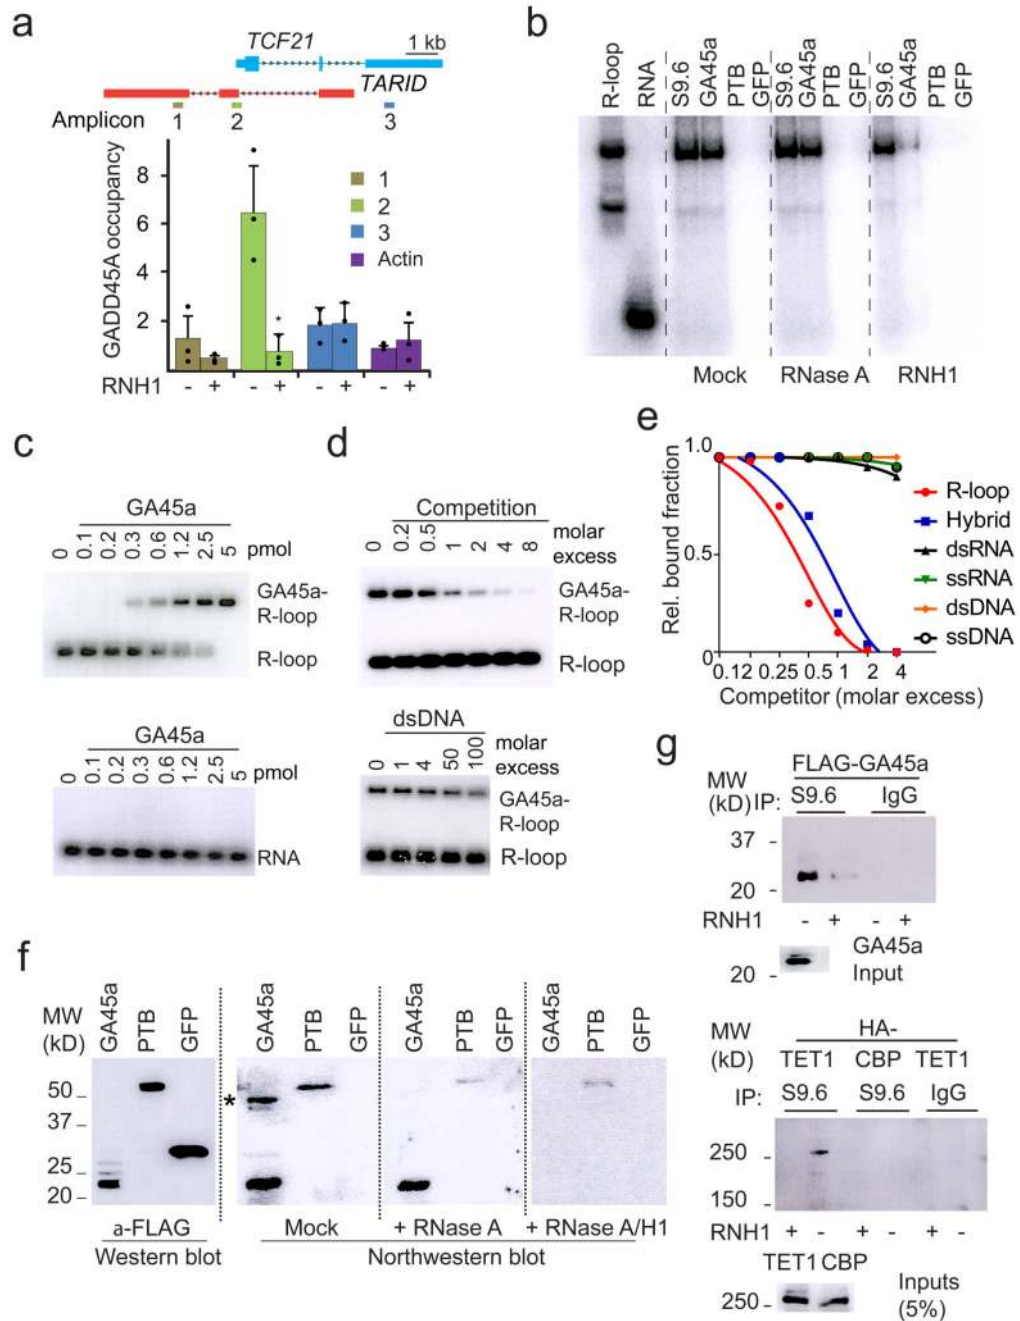 a
TCF21
1 kb
TARID
Amplicon 1 2 3
GADD45A occupancy
8
6
4
2
1
2
3
Actin
*
RNH1 - + - + - + - +
b
R-loop RNA S9.6 GA45a PTB GFP S9.6 GA45a PTB GFP S9.6 GA45a PTB GFP
Mock RNase A RNH1
c
GA45a
0 0.1 0.2 0.3 0.6 1.2 2.5 5 pmol
GA45a-
R-loop
R-loop
GA45a
0 0.1 0.2 0.3 0.6 1.2 2.5 5 pmol
RNA
d
Competition
0 0.2 0.5 1 2 4 8 molar
excess
GA45a-
R-loop
R-loop
dsDNA
0 1 4 50 100 molar
excess
GA45a-
R-loop
R-loop
e
Rel. bound fraction
1.0
0.5
0
0.12 0.25 0.5 1 2 4
Competitor (molar excess)
R-loop
Hybrid
dsRNA
ssRNA
dsDNA
ssDNA
f
MW
(kD)
GA45a PTB GFP GA45a PTB GFP GA45a PTB GFP GA45a PTB GFP
50
37
25
20
*
a-FLAG Mock + RNase A + RNase A/H1
Western blot Northwestern blot
g
FLAG-GA45a
MW
(kD) IP: S9.6 IgG
37 -
20 -
RNH1 - + - +
GA45a
Input
20 -
HA-
MW
(kD) TET1 CBP TET1
IP: S9.6 S9.6 IgG
250 -
150 -
RNH1 + - + - + -
TET1 CBP
Inputs
(5%)
250 -